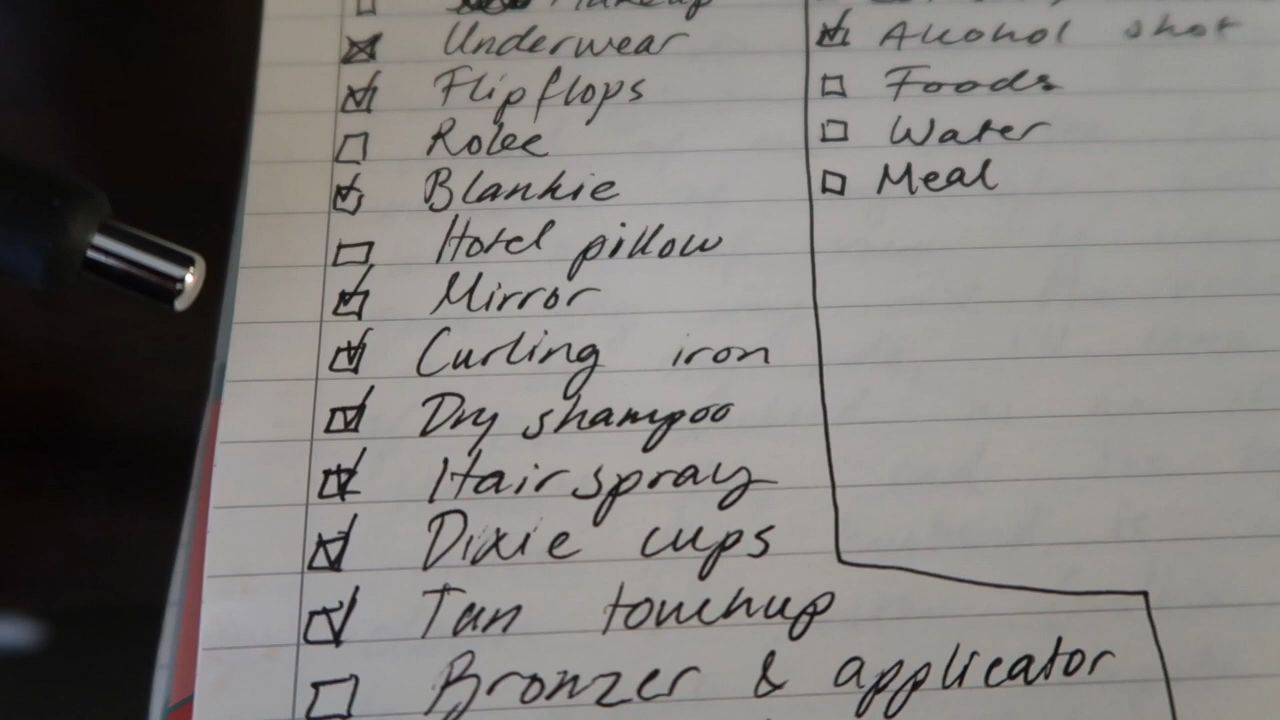 Makeup
Underwear
Flipflops
Robe
Blankie
Hotel pillow
Mirror
Curling iron
Dry shampoo
Hairspray
Dixie cups
Tan touchup
Bronzer & applicator
Alcohol shot
Foods
Water
Meal